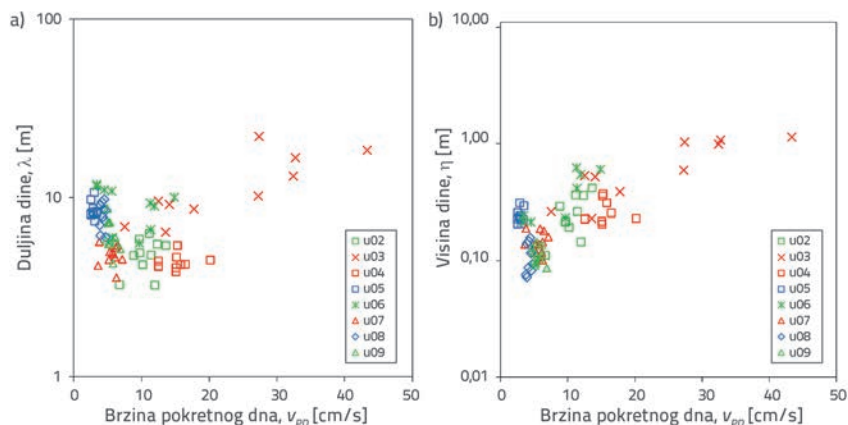 a)
100
10
1
Duljina dine, λ [m]
0
10
20
30
40
50
Brzina pokretnog dna, vPD [cm/s]
u02
u03
u04
u05
u06
u07
u08
u09
b)
10,00
1,00
0,10
0,01
Visina dine, η [m]
0
10
20
30
40
50
Brzina pokretnog dna, vPD [cm/s]
u02
u03
u04
u05
u06
u07
u08
u09